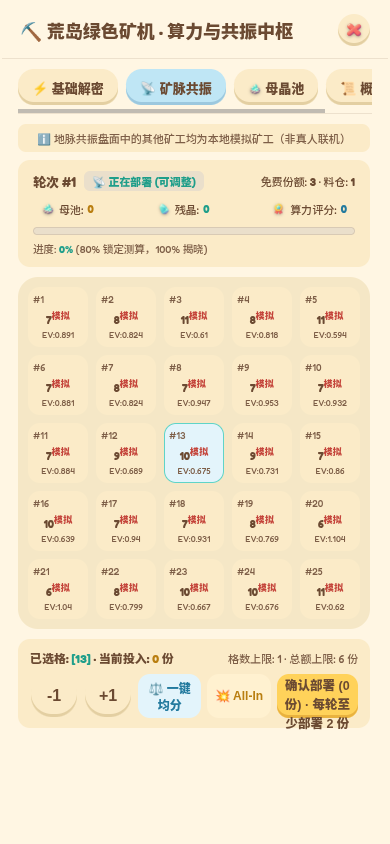 荒岛绿色矿机 · 算力与共振中枢
基础解密 矿脉共振 母晶池 概
地脉共振盘面中的其他矿工均为本地模拟矿工（非真人联机）
轮次 #1 正在部署 (可调整) 免费份额: 3 · 料仓: 1
母池: 0 残晶: 0 算力评分: 0
进度: 0% (80% 锁定测算，100% 揭晓)
#1 #2 #3 #4 #5
7模拟 8模拟 11模拟 8模拟 11模拟
EV:0.891 EV:0.824 EV:0.61 EV:0.818 EV:0.594
#6 #7 #8 #9 #10
7模拟 8模拟 7模拟 7模拟 7模拟
EV:0.881 EV:0.824 EV:0.947 EV:0.953 EV:0.932
#11 #12 #13 #14 #15
7模拟 9模拟 10模拟 9模拟 7模拟
EV:0.884 EV:0.689 EV:0.675 EV:0.731 EV:0.86
#16 #17 #18 #19 #20
10模拟 7模拟 7模拟 8模拟 6模拟
EV:0.639 EV:0.94 EV:0.931 EV:0.769 EV:1.104
#21 #22 #23 #24 #25
6模拟 8模拟 10模拟 10模拟 11模拟
EV:1.04 EV:0.799 EV:0.667 EV:0.676 EV:0.62
已选格: [13] · 当前投入: 0 份 格数上限: 1 · 总额上限: 6 份
-1 +1
一键
均分
All-In
确认部署 (0
份) · 每轮至
少部署 2 份